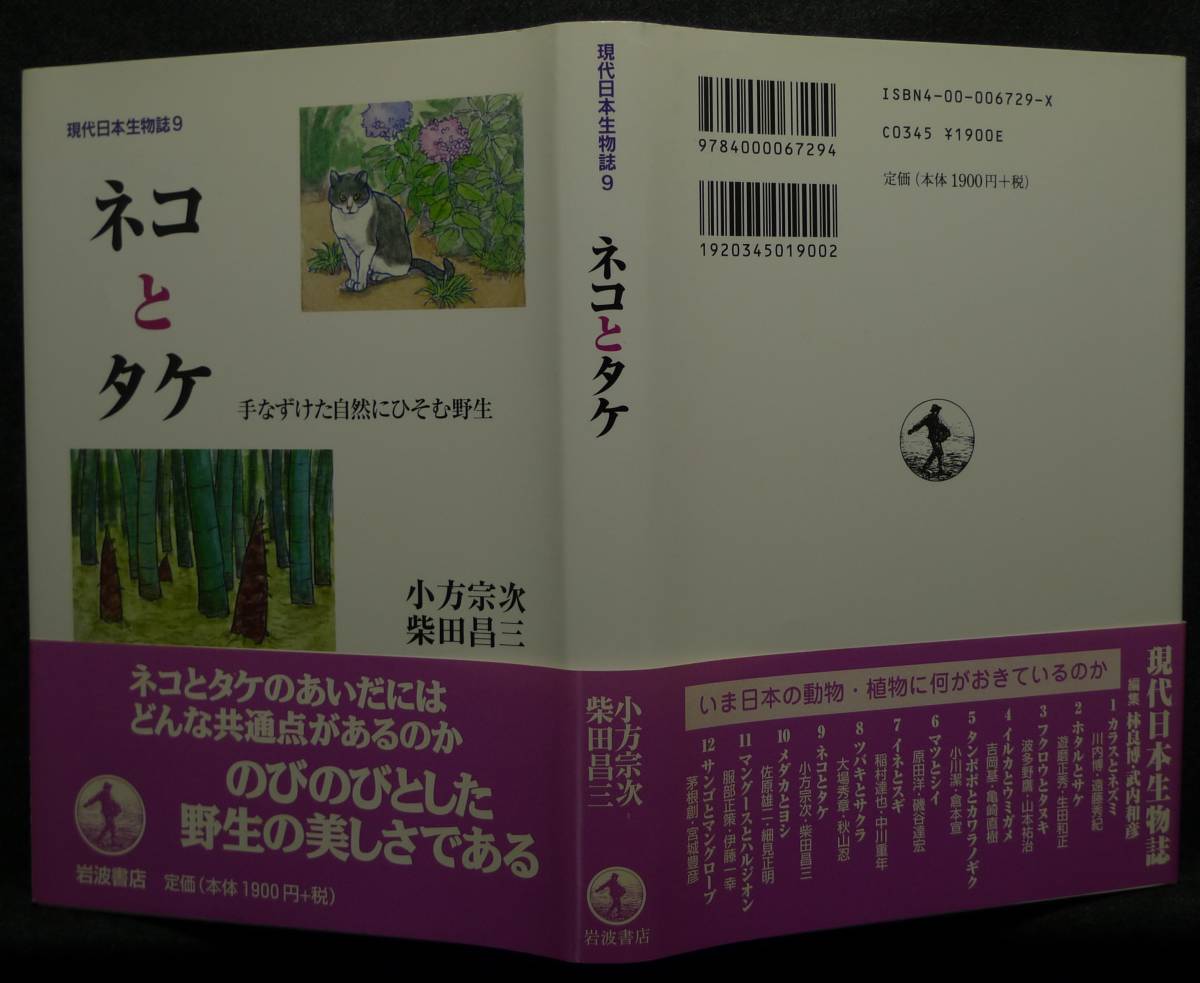 現代日本生物誌9
ネコ
と
タケ
手なずけた自然にひそむ野生
小方宗次
柴田昌三
ネコとタケのあいだには
どんな共通点があるのか
のびのびとした
野生の美しさである
岩波書店 定価(本体1900円+税)
現代日本生物誌9
ネコとタケ
小方宗次
柴田昌三
岩波書店
9784000067294
1920345019002
ISBN4-00-006729-X
C0345 ¥1900E
定価(本体1900円+税)
いま日本の動物・植物に何がおきているのか
現代日本生物誌
編集 林良博・武内和彦
1 カラスとネズミ
川内博・遠藤秀紀
2 ホタルとサケ
遊磨正秀・生田和正
3 フクロウとタヌキ
波多野鷹・山本祐治
4 イルカとウミガメ
吉岡基・亀崎直樹
5 タンポポとカワラノギク
小川潔・倉本宣
6 マツとシイ
原田洋・磯谷達宏
7 イネとスギ
稲村達也・中川重年
8 ツバキとサクラ
大場秀章・秋山忍
9 ネコとタケ
小方宗次・柴田昌三
10 メダカとヨシ
佐原雄二・細見正明
11 マングースとハルジオン
服部正策・伊藤一幸
12 サンゴとマングローブ
茅根創・宮城豊彦